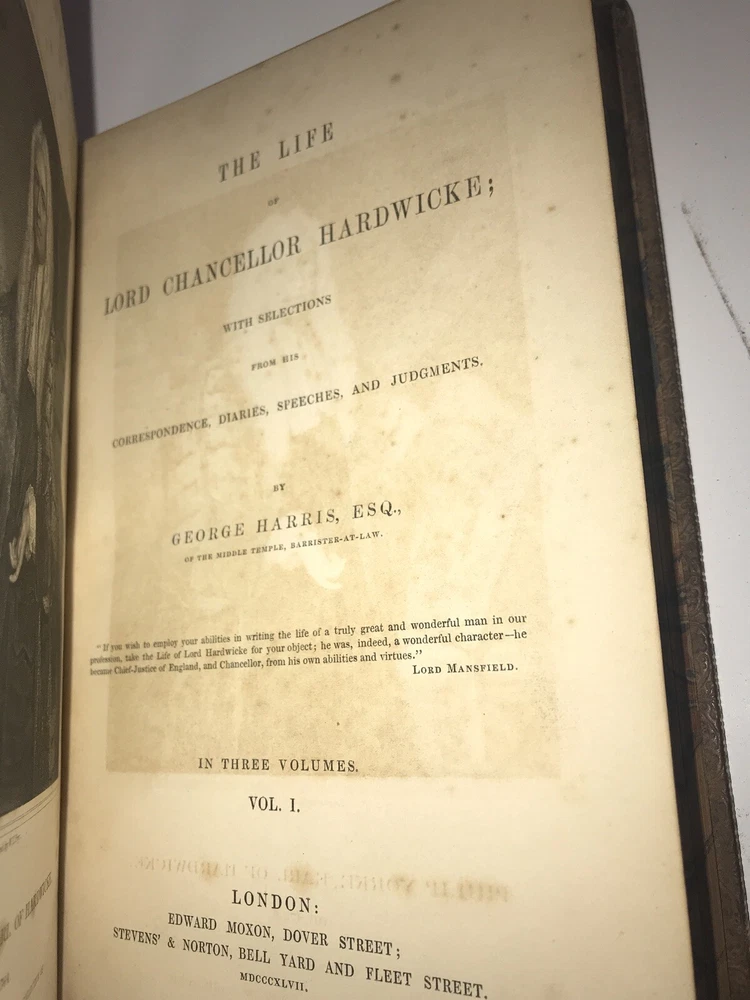 THE LIFE
OF
LORD CHANCELLOR HARDWICKE;
WITH SELECTIONS
FROM HIS
CORRESPONDENCE, DIARIES, SPEECHES, AND JUDGMENTS.
BY
GEORGE HARRIS, ESQ.,
OF THE MIDDLE TEMPLE, BARRISTER-AT-LAW.
"If you wish to employ your abilities in writing the life of a truly great and wonderful man in our
profession, take the Life of Lord Hardwicke for your object; he was, indeed, a wonderful character—he
became Chief-Justice of England, and Chancellor, from his own abilities and virtues."
LORD MANSFIELD.
IN THREE VOLUMES.
VOL. I.
LONDON:
EDWARD MOXON, DOVER STREET;
STEVENS' & NORTON, BELL YARD AND FLEET STREET.
MDCCCXLVII.
OF HARDWICKE